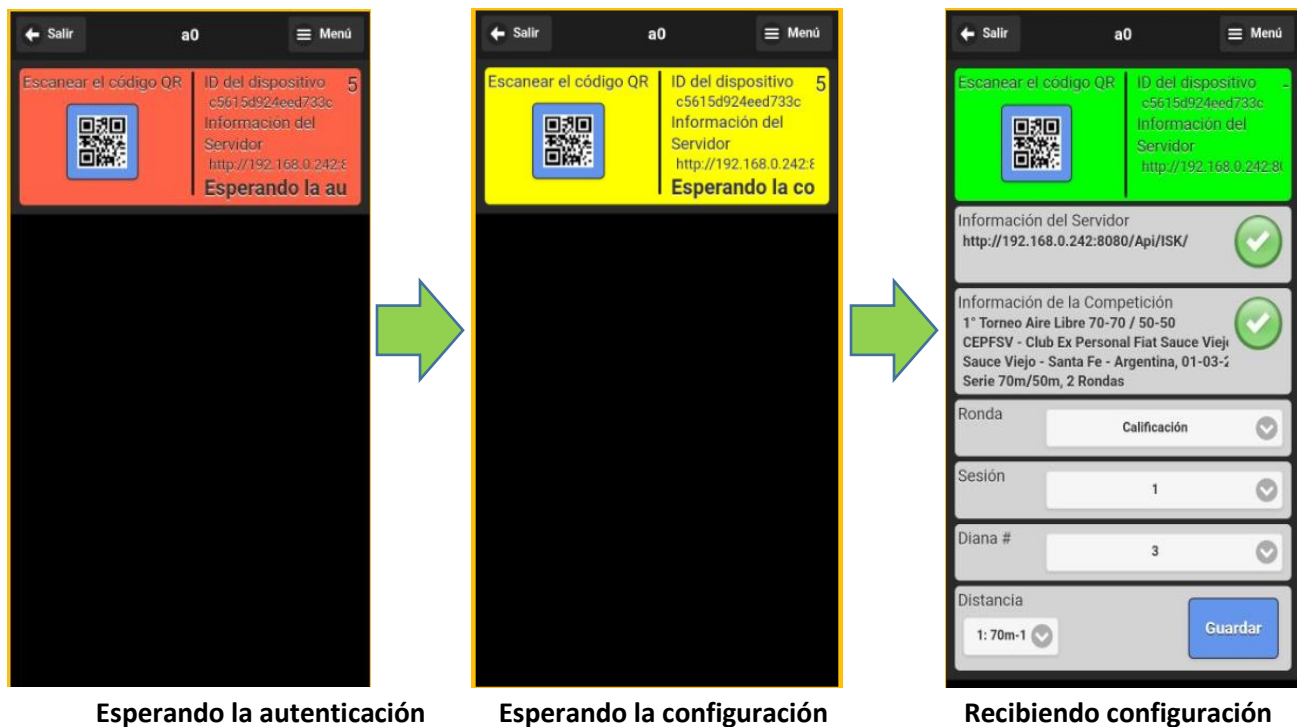 Salir
a0
Menú
Escanear el código QR
ID del dispositivo
5
c5615d924eed733c
Información del
Servidor
http://192.168.0.242:8
Esperando la au
Salir
a0
Menú
Escanear el código QR
ID del dispositivo
5
c5615d924eed733c
Información del
Servidor
http://192.168.0.242:8
Esperando la co
Salir
a0
Menú
Escanear el código QR
ID del dispositivo
-
c5615d924eed733c
Información del
Servidor
http://192.168.0.242:80
Información del Servidor
http://192.168.0.242:8080/Api/ISK/
Información de la Competición
1° Torneo Aire Libre 70-70 / 50-50
CEPFSV - Club Ex Personal Fiat Sauce Viej
Sauce Viejo - Santa Fe - Argentina, 01-03-2
Serie 70m/50m, 2 Rondas
Ronda
Calificación
Sesión
1
Diana #
3
Distancia
1: 70m-1
Guardar
Esperando la autenticación
Esperando la configuración
Recibiendo configuración